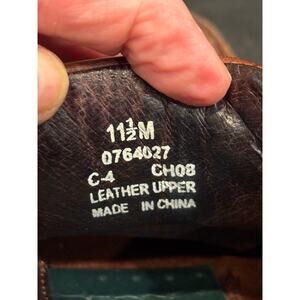 11½M
0764027
C-4 CH08
LEATHER UPPER
MADE IN CHINA